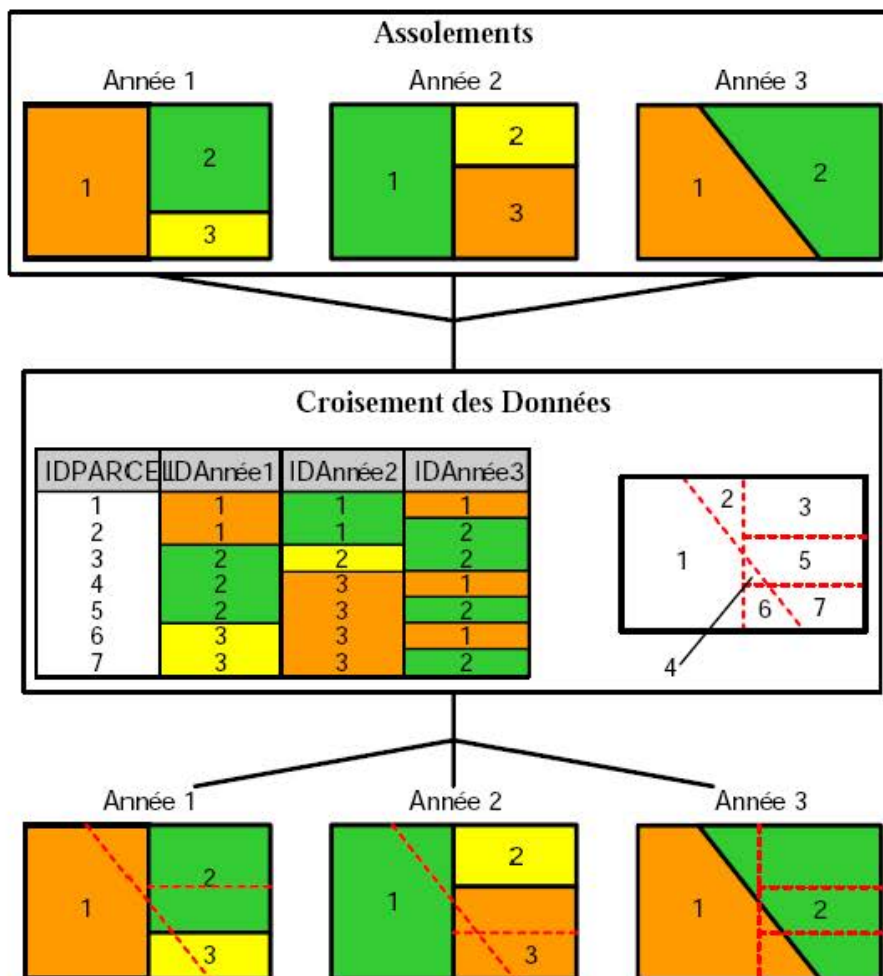 Assolements
Année 1 Année 2 Année 3
1 2 3 1 2 3 1 2
Croisement des Données
IDPARCELL IDAnnée1 IDAnnée2 IDAnnée3
1 1 1 1
2 1 1 2
3 2 2 2
4 2 3 1
5 2 3 2
6 3 3 1
7 3 3 2
1 2 3 5 6 7
4
Année 1 Année 2 Année 3
1 2 3 1 2 3 1 2